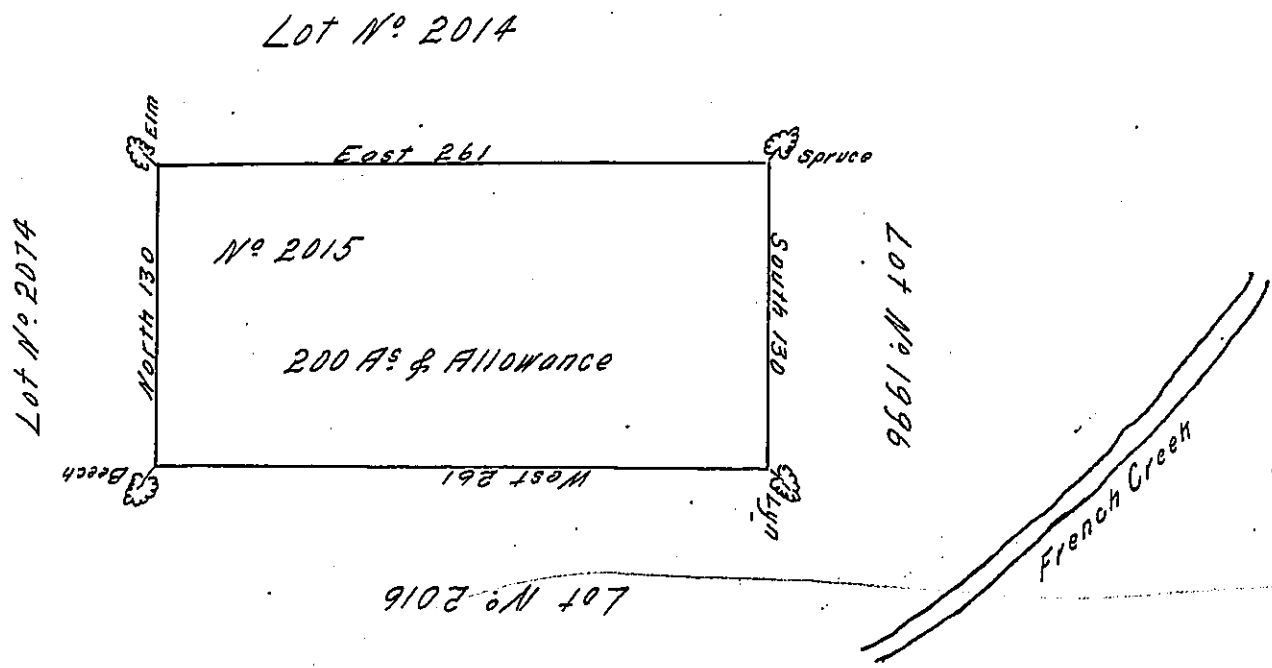 Lot Nº 2014
Elm
East 261
Spruce
Nº 2015
North 130
South 130
Lot Nº 2074
Lot Nº 1996
200 As & Allowance
Beech
West 261
Lyn
French Creek
Lot Nº 2016